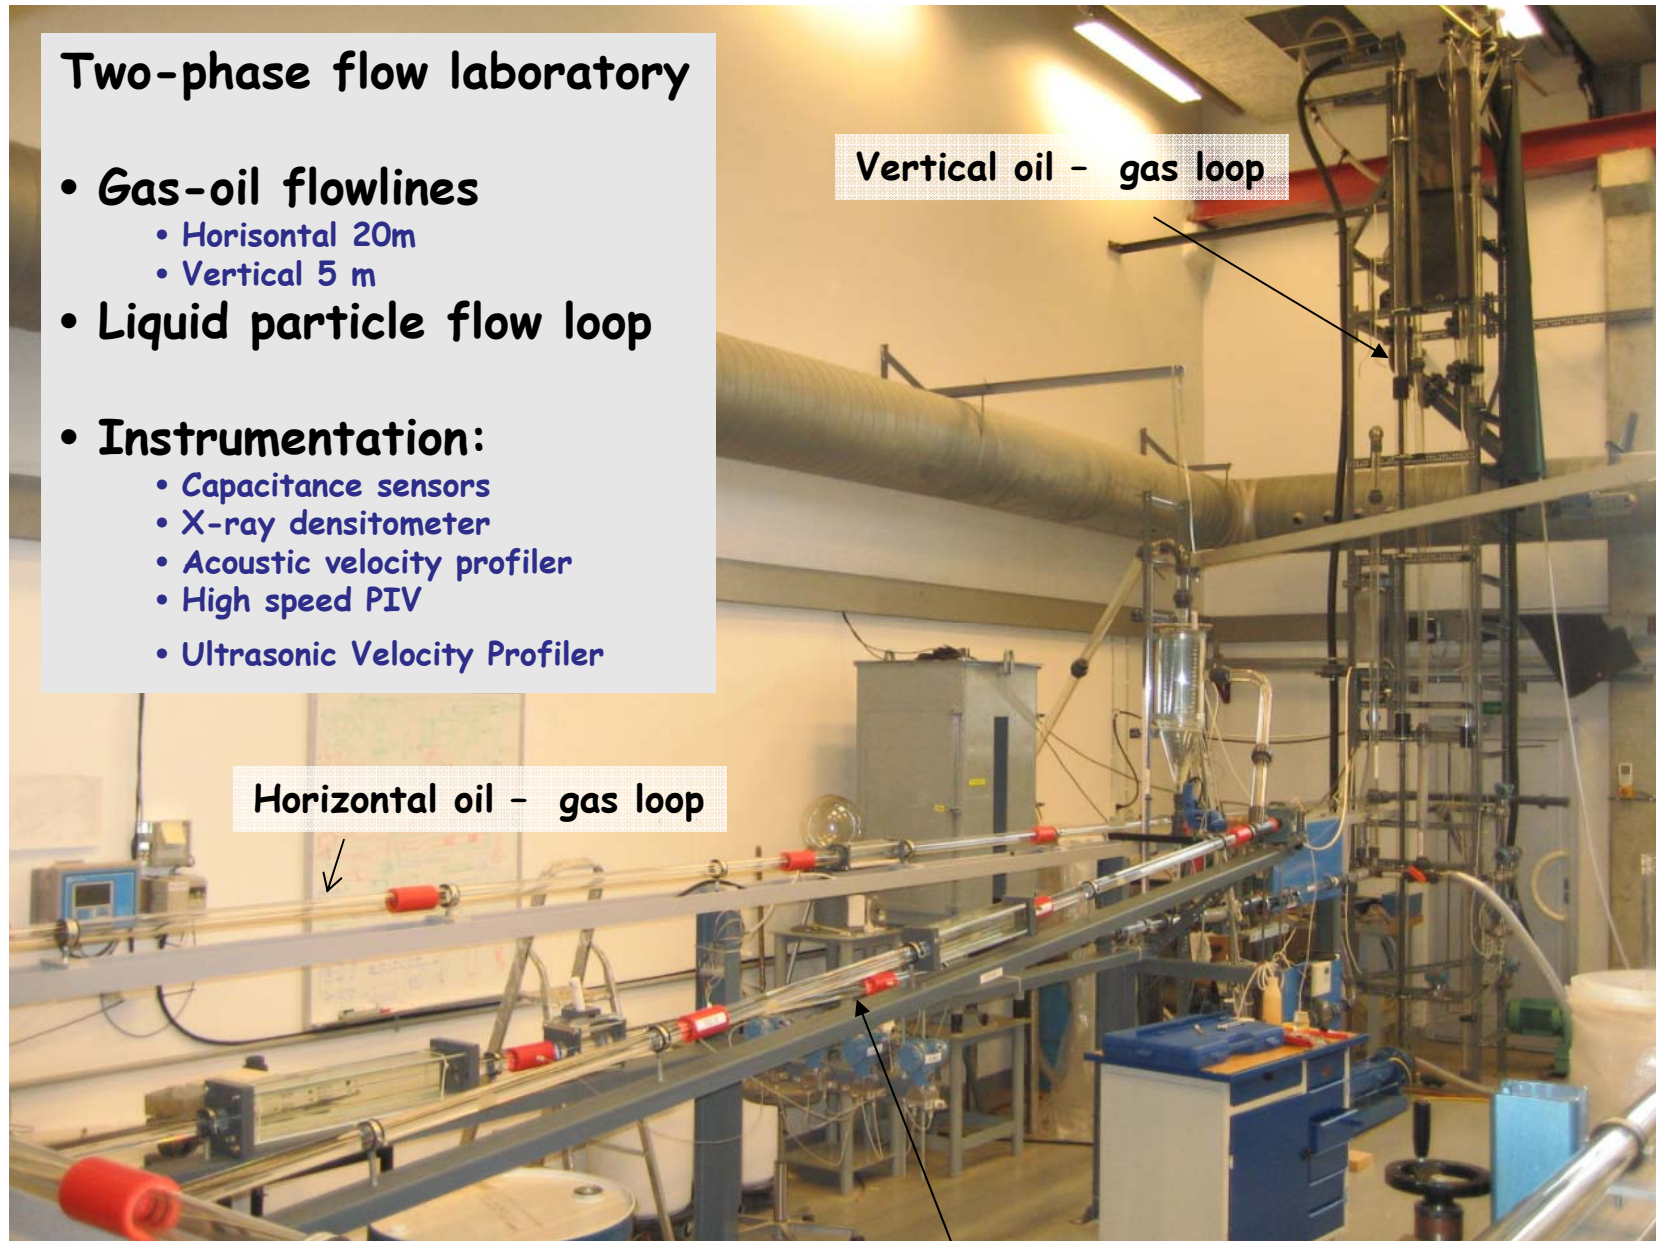 Two-phase flow laboratory
• Gas-oil flowlines
• Horisontal 20m
• Vertical 5 m
• Liquid particle flow loop
• Instrumentation:
• Capacitance sensors
• X-ray densitometer
• Acoustic velocity profiler
• High speed PIV
• Ultrasonic Velocity Profiler
Vertical oil – gas loop
Horizontal oil – gas loop